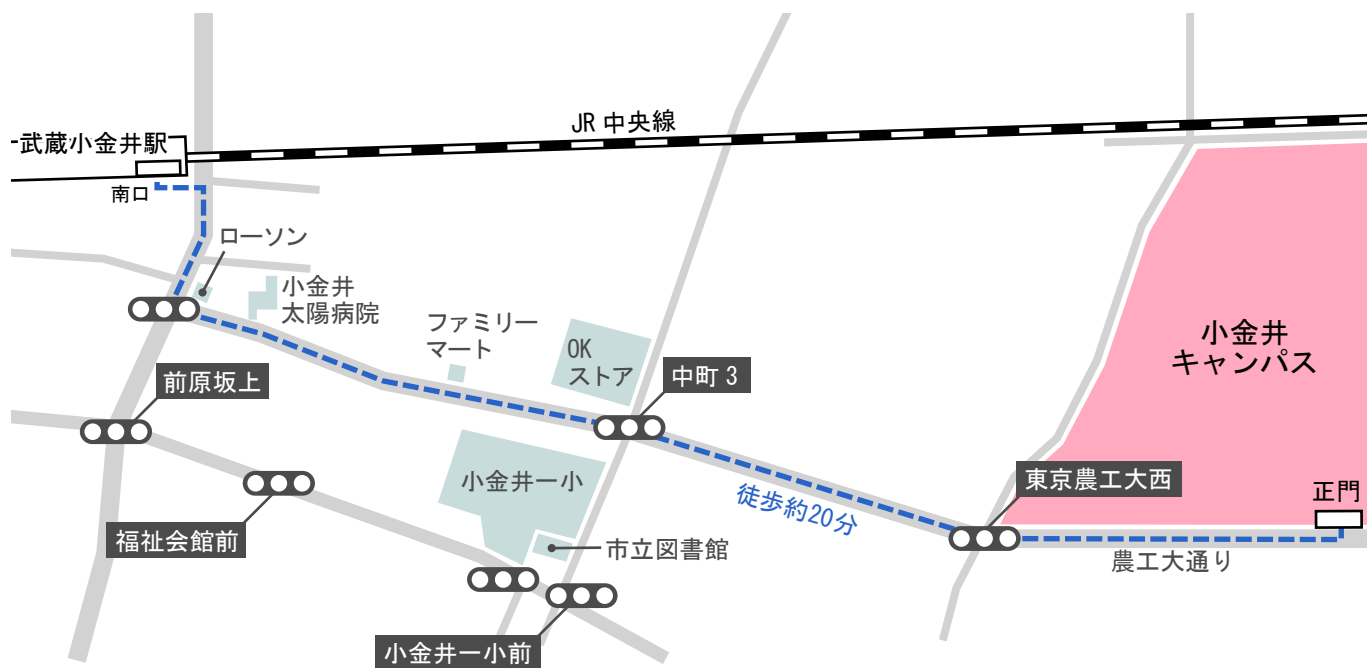 JR 中央線
武蔵小金井駅
南口
ローソン
小金井
太陽病院
ファミリー
マート
OK
ストア
中町 3
小金井
キャンパス
前原坂上
小金井一小
東京農工大西
正門
徒歩約20分
福祉会館前
市立図書館
農工大通り
小金井一小前